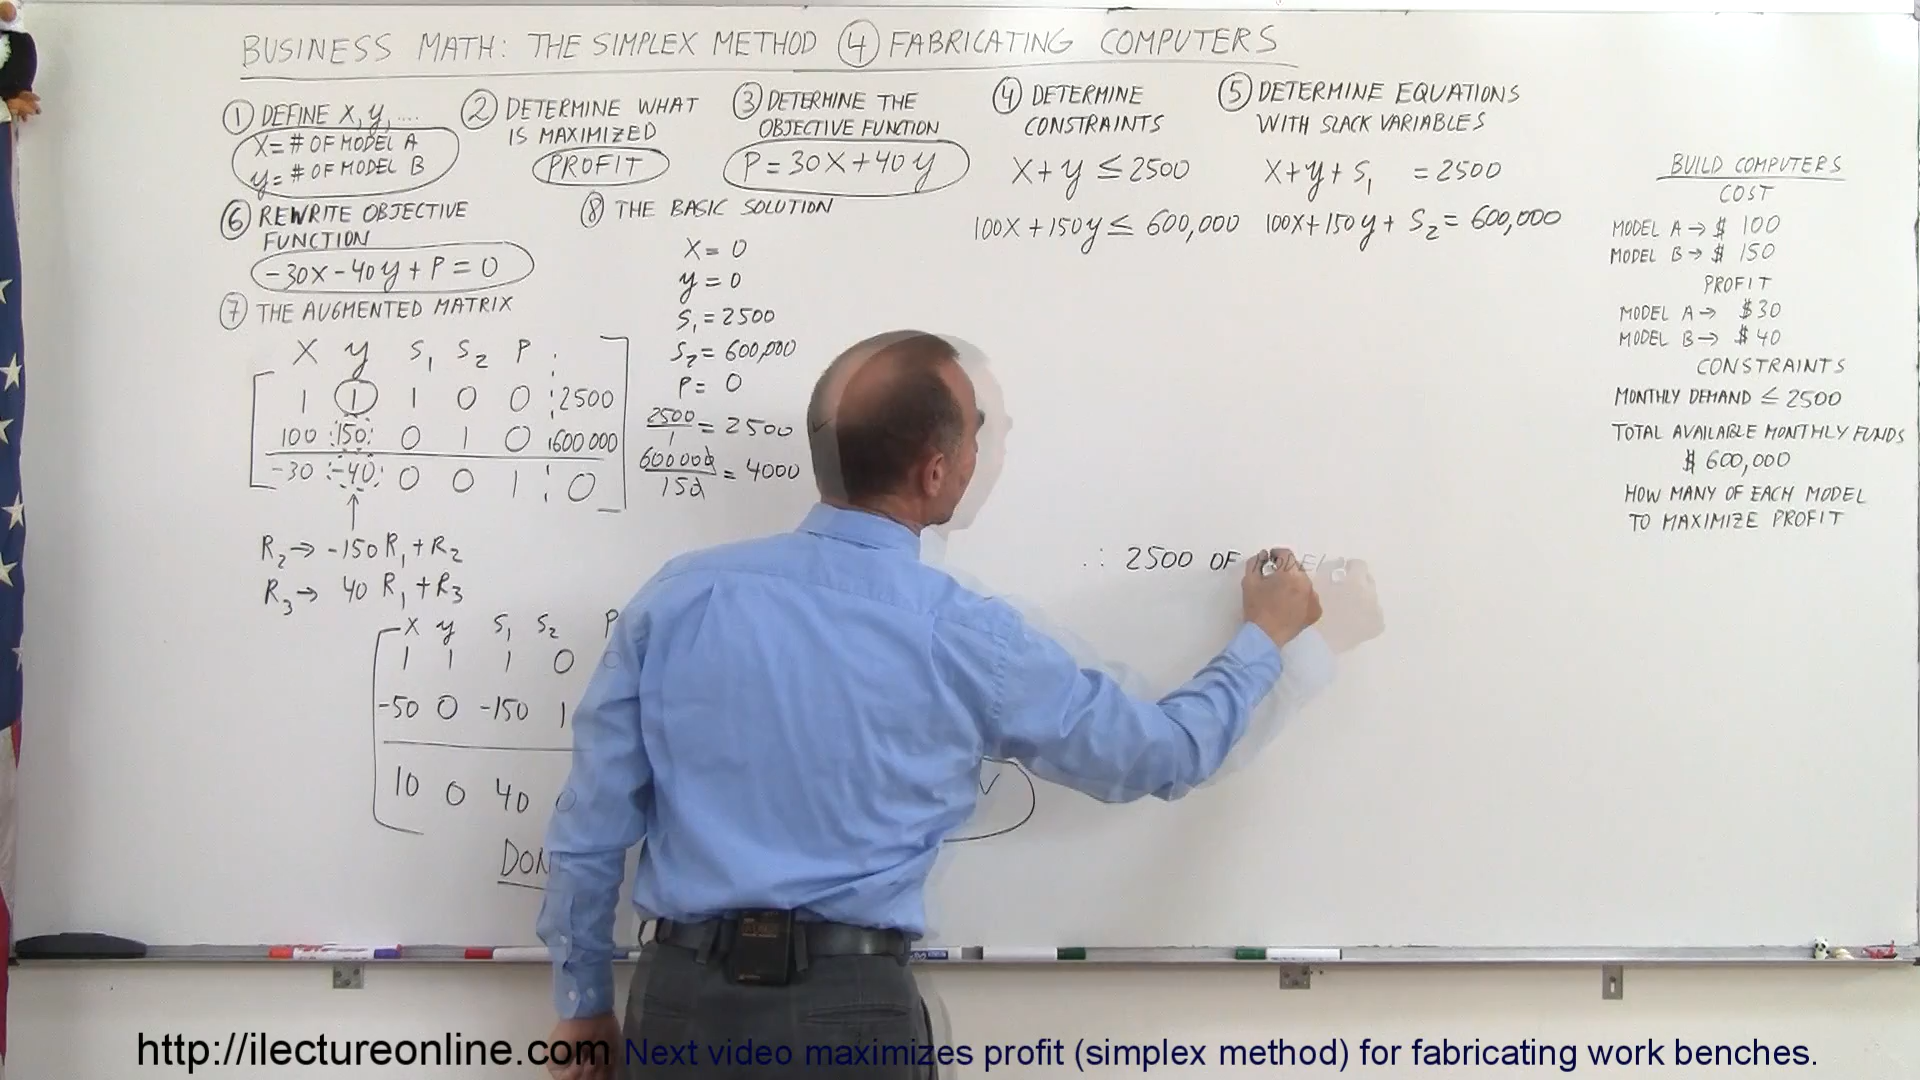 BUSINESS MATH: THE SIMPLEX METHOD ④ FABRICATING COMPUTERS
① DEFINE X, y, ....
X = # OF MODEL A
y = # OF MODEL B
② DETERMINE WHAT
IS MAXIMIZED
PROFIT
③ DETERMINE THE
OBJECTIVE FUNCTION
P = 30X + 40y
④ DETERMINE
CONSTRAINTS
X + y ≤ 2500
100X + 150y ≤ 600,000
⑤ DETERMINE EQUATIONS
WITH SLACK VARIABLES
X + y + S₁ = 2500
100X + 150y + S₂ = 600,000
⑥ REWRITE OBJECTIVE
FUNCTION
-30X - 40y + P = 0
⑦ THE AUGMENTED MATRIX
X y S₁ S₂ P
1 1 1 0 0 2500
100 150 0 1 0 600 000
-30 -40 0 0 1 0
R₂ → -150 R₁ + R₂
R₃ → 40 R₁ + R₃
X y S₁ S₂ P
1 1 1 0 0
-50 0 -150 1
10 0 40 0
⑧ THE BASIC SOLUTION
X = 0
y = 0
S₁ = 2500
S₂ = 600,000
P = 0
2500/1 = 2500 ✓
600000/150 = 4000
∴ 2500 OF MODEL
BUILD COMPUTERS
COST
MODEL A → $ 100
MODEL B → $ 150
PROFIT
MODEL A → $30
MODEL B → $ 40
CONSTRAINTS
MONTHLY DEMAND ≤ 2500
TOTAL AVAILABLE MONTHLY FUNDS
$ 600,000
HOW MANY OF EACH MODEL
TO MAXIMIZE PROFIT
http://ilectureonline.com Next video maximizes profit (simplex method) for fabricating work benches.